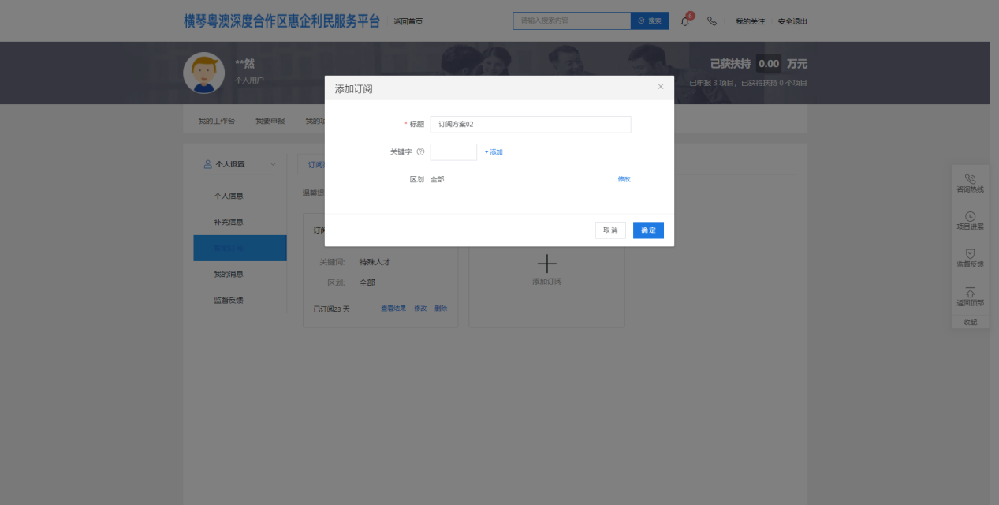 横琴粤澳深度合作区惠企利民服务平台 返回首页 请输入搜索内容 搜索 6 我的关注 安全退出
**然
个人用户
已获扶持 0.00 万元
已申报 3 项目，已获得扶持 0 个项目
我的工作台 我要申报 我的项
添加订阅 ×
* 标题 订阅方案02
关键字 ? + 添加
区划 全部 修改
取 消 确 定
个人设置
个人信息
补充信息
添加订阅
我的消息
监督反馈
订阅
温馨提
订阅
关键词: 特殊人才
区划: 全部
已订阅23 天 查看结果 修改 删除
添加订阅
咨询热线
项目进展
监督反馈
返回顶部
收起